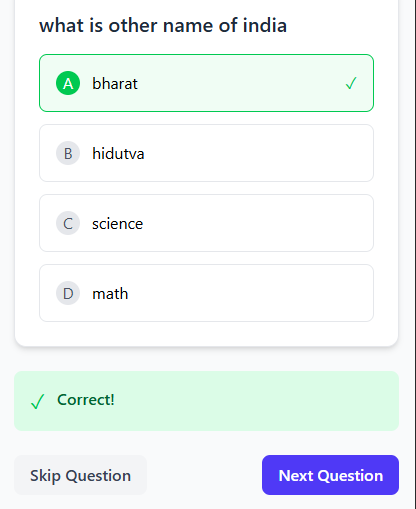 what is other name of india
A bharat ✓
B hidutva
C science
D math
✓ Correct!
Skip Question Next Question